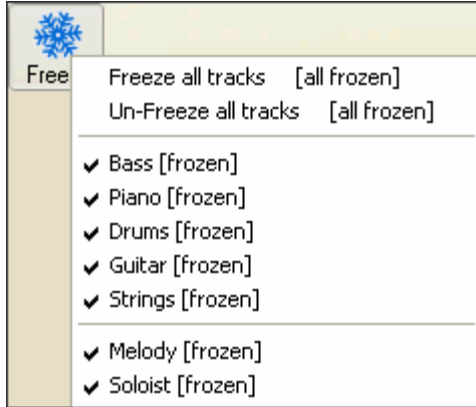 Free
Freeze all tracks [all frozen]
Un-Freeze all tracks [all frozen]
Bass [frozen]
Piano [frozen]
Drums [frozen]
Guitar [frozen]
Strings [frozen]
Melody [frozen]
Soloist [frozen]